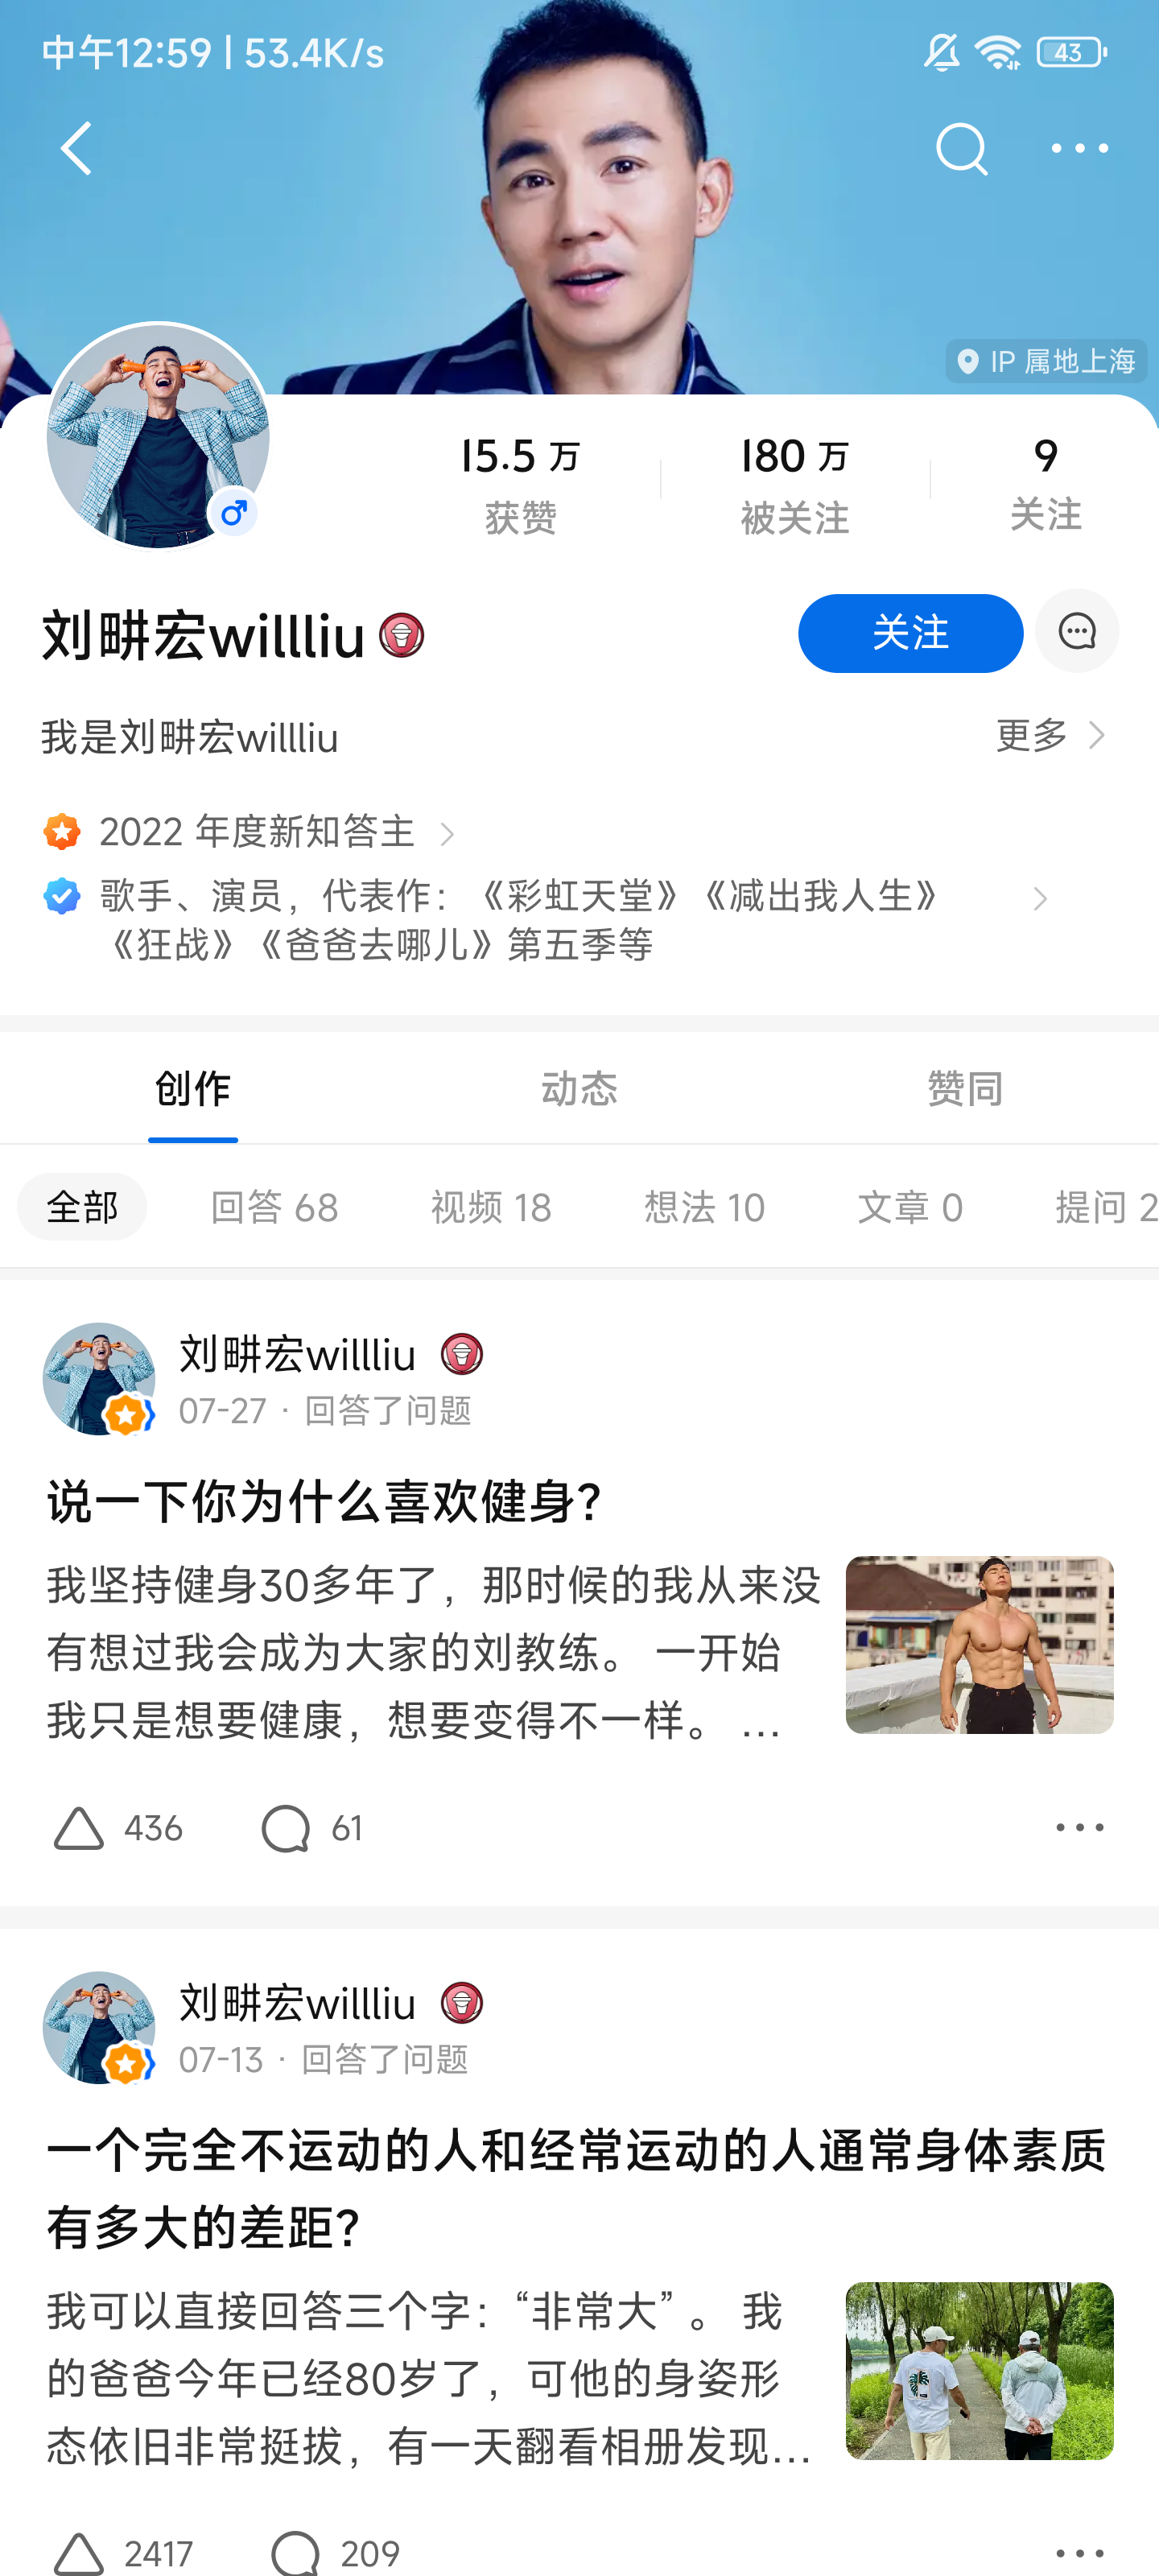 中午12:59 | 53.4K/s
43
IP 属地上海
15.5 万
获赞
180 万
被关注
9
关注
刘畊宏willliu
关注
我是刘畊宏willliu
更多
2022 年度新知答主
歌手、演员，代表作：《彩虹天堂》《减出我人生》
《狂战》《爸爸去哪儿》第五季等
创作
动态
赞同
全部
回答 68
视频 18
想法 10
文章 0
提问 2
刘畊宏willliu
07-27 · 回答了问题
说一下你为什么喜欢健身？
我坚持健身30多年了，那时候的我从来没
有想过我会成为大家的刘教练。 一开始
我只是想要健康，想要变得不一样。 ...
436
61
刘畊宏willliu
07-13 · 回答了问题
一个完全不运动的人和经常运动的人通常身体素质
有多大的差距？
我可以直接回答三个字：“非常大”。 我
的爸爸今年已经80岁了，可他的身姿形
态依旧非常挺拔，有一天翻看相册发现...
2417
209